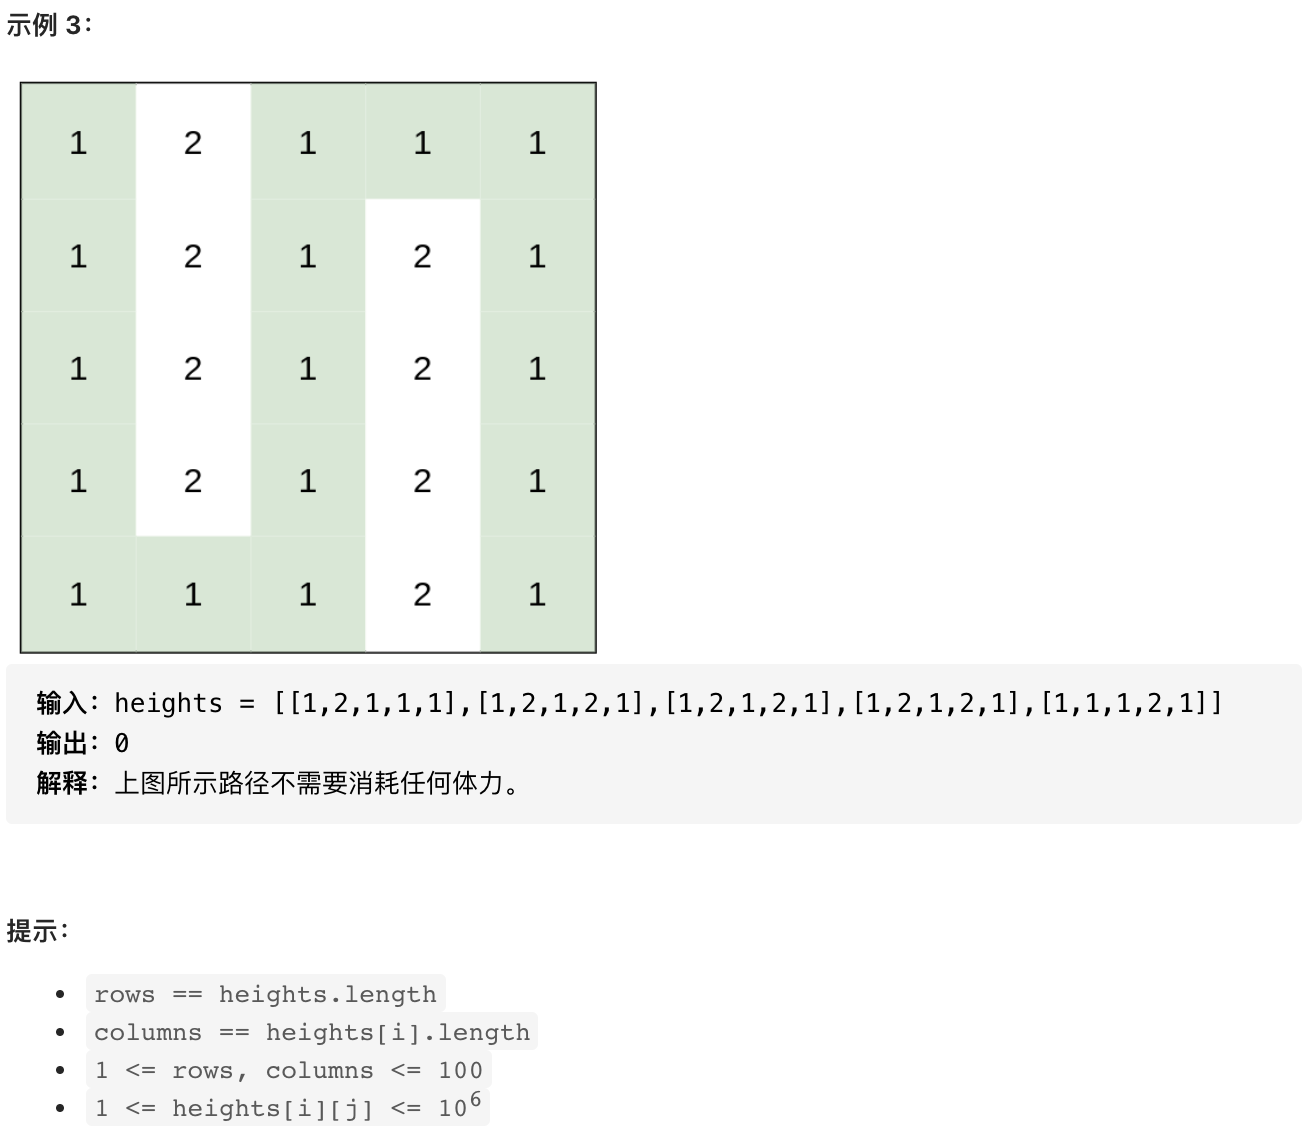 示例 3：
1 2 1 1 1
1 2 1 2 1
1 2 1 2 1
1 2 1 2 1
1 1 1 2 1
输入：heights = [[1,2,1,1,1],[1,2,1,2,1],[1,2,1,2,1],[1,2,1,2,1],[1,1,1,2,1]]
输出：0
解释：上图所示路径不需要消耗任何体力。
提示：
• rows == heights.length
• columns == heights[i].length
• 1 <= rows, columns <= 100
• 1 <= heights[i][j] <= 10⁶